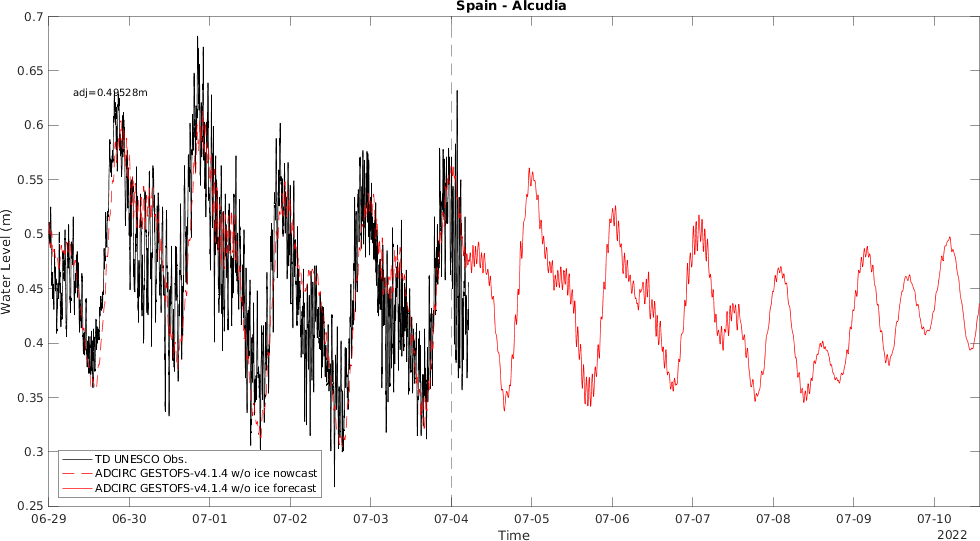 Spain - Alcudia
0.7
0.65
adj=0.49528m
0.6
0.55
0.5
Water Level (m)
0.45
0.4
0.35
0.3
0.25
TD UNESCO Obs.
ADCIRC GESTOFS-v4.1.4 w/o ice nowcast
ADCIRC GESTOFS-v4.1.4 w/o ice forecast
06-29 06-30 07-01 07-02 07-03 07-04 07-05 07-06 07-07 07-08 07-09 07-10
Time
2022